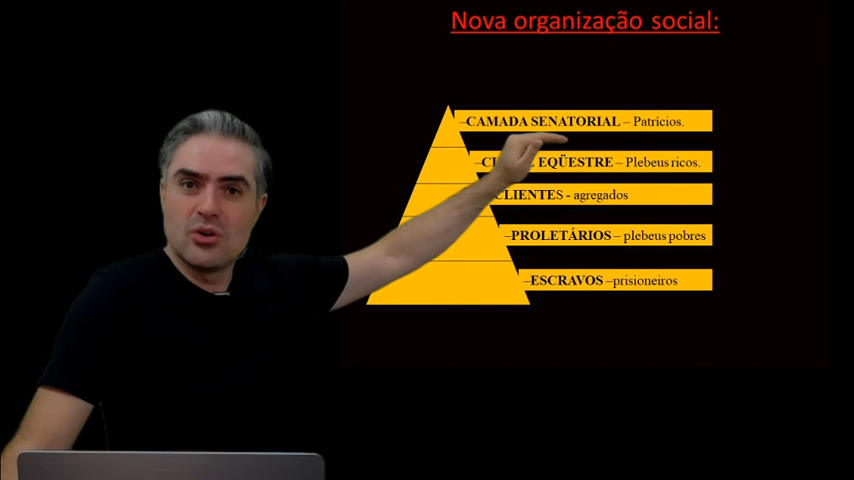 Nova organização social:
–CAMADA SENATORIAL – Patrícios.
EQÜESTRE – Plebeus ricos.
CLIENTES - agregados
–PROLETÁRIOS – plebeus pobres
–ESCRAVOS –prisioneiros